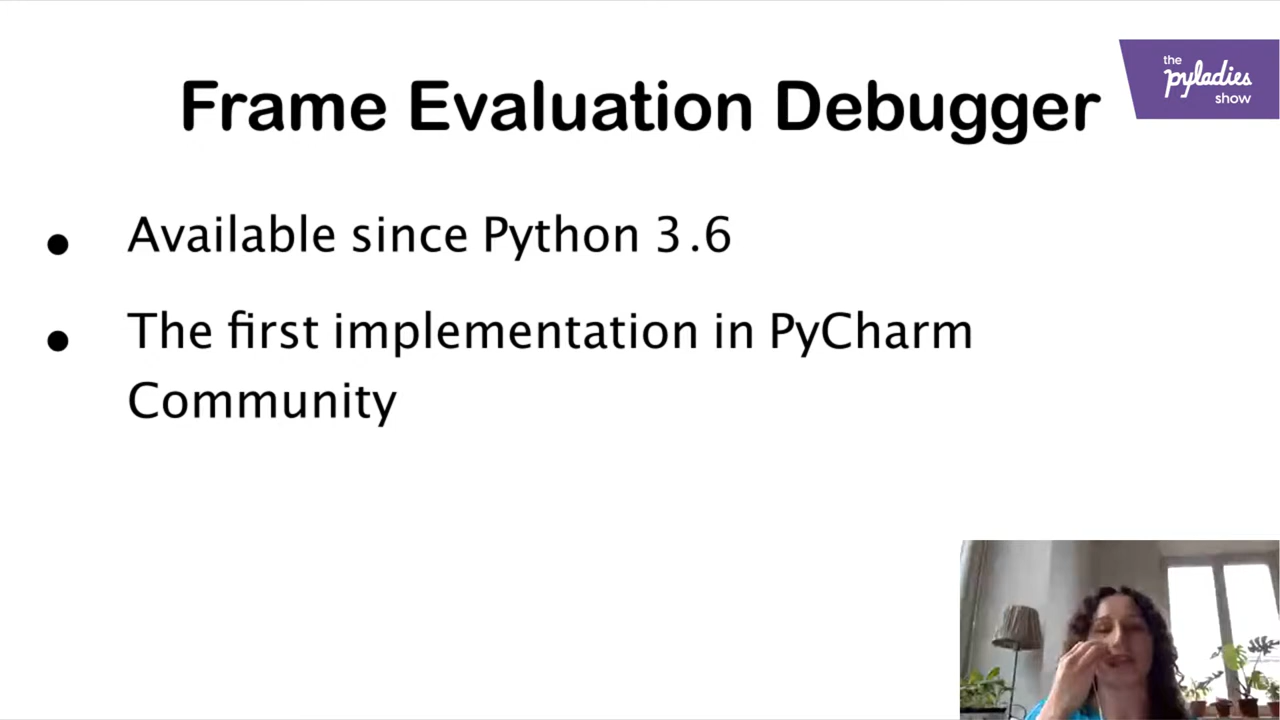 Frame Evaluation Debugger
the
pyladies
show
• Available since Python 3.6
• The first implementation in PyCharm
Community